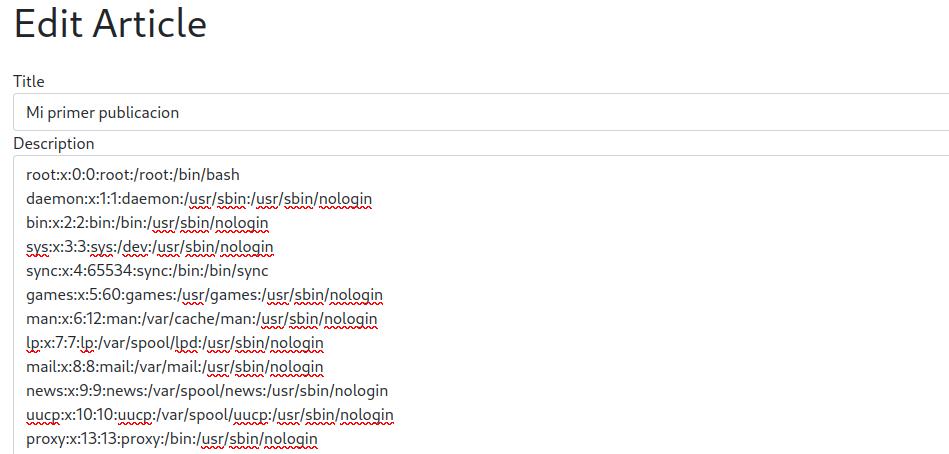 Edit Article
Title
Mi primer publicacion
Description
root:x:0:0:root:/root:/bin/bash
daemon:x:1:1:daemon:/usr/sbin:/usr/sbin/nologin
bin:x:2:2:bin:/bin:/usr/sbin/nologin
sys:x:3:3:sys:/dev:/usr/sbin/nologin
sync:x:4:65534:sync:/bin:/bin/sync
games:x:5:60:games:/usr/games:/usr/sbin/nologin
man:x:6:12:man:/var/cache/man:/usr/sbin/nologin
lp:x:7:7:lp:/var/spool/lpd:/usr/sbin/nologin
mail:x:8:8:mail:/var/mail:/usr/sbin/nologin
news:x:9:9:news:/var/spool/news:/usr/sbin/nologin
uucp:x:10:10:uucp:/var/spool/uucp:/usr/sbin/nologin
proxy:x:13:13:proxy:/bin:/usr/sbin/nologin